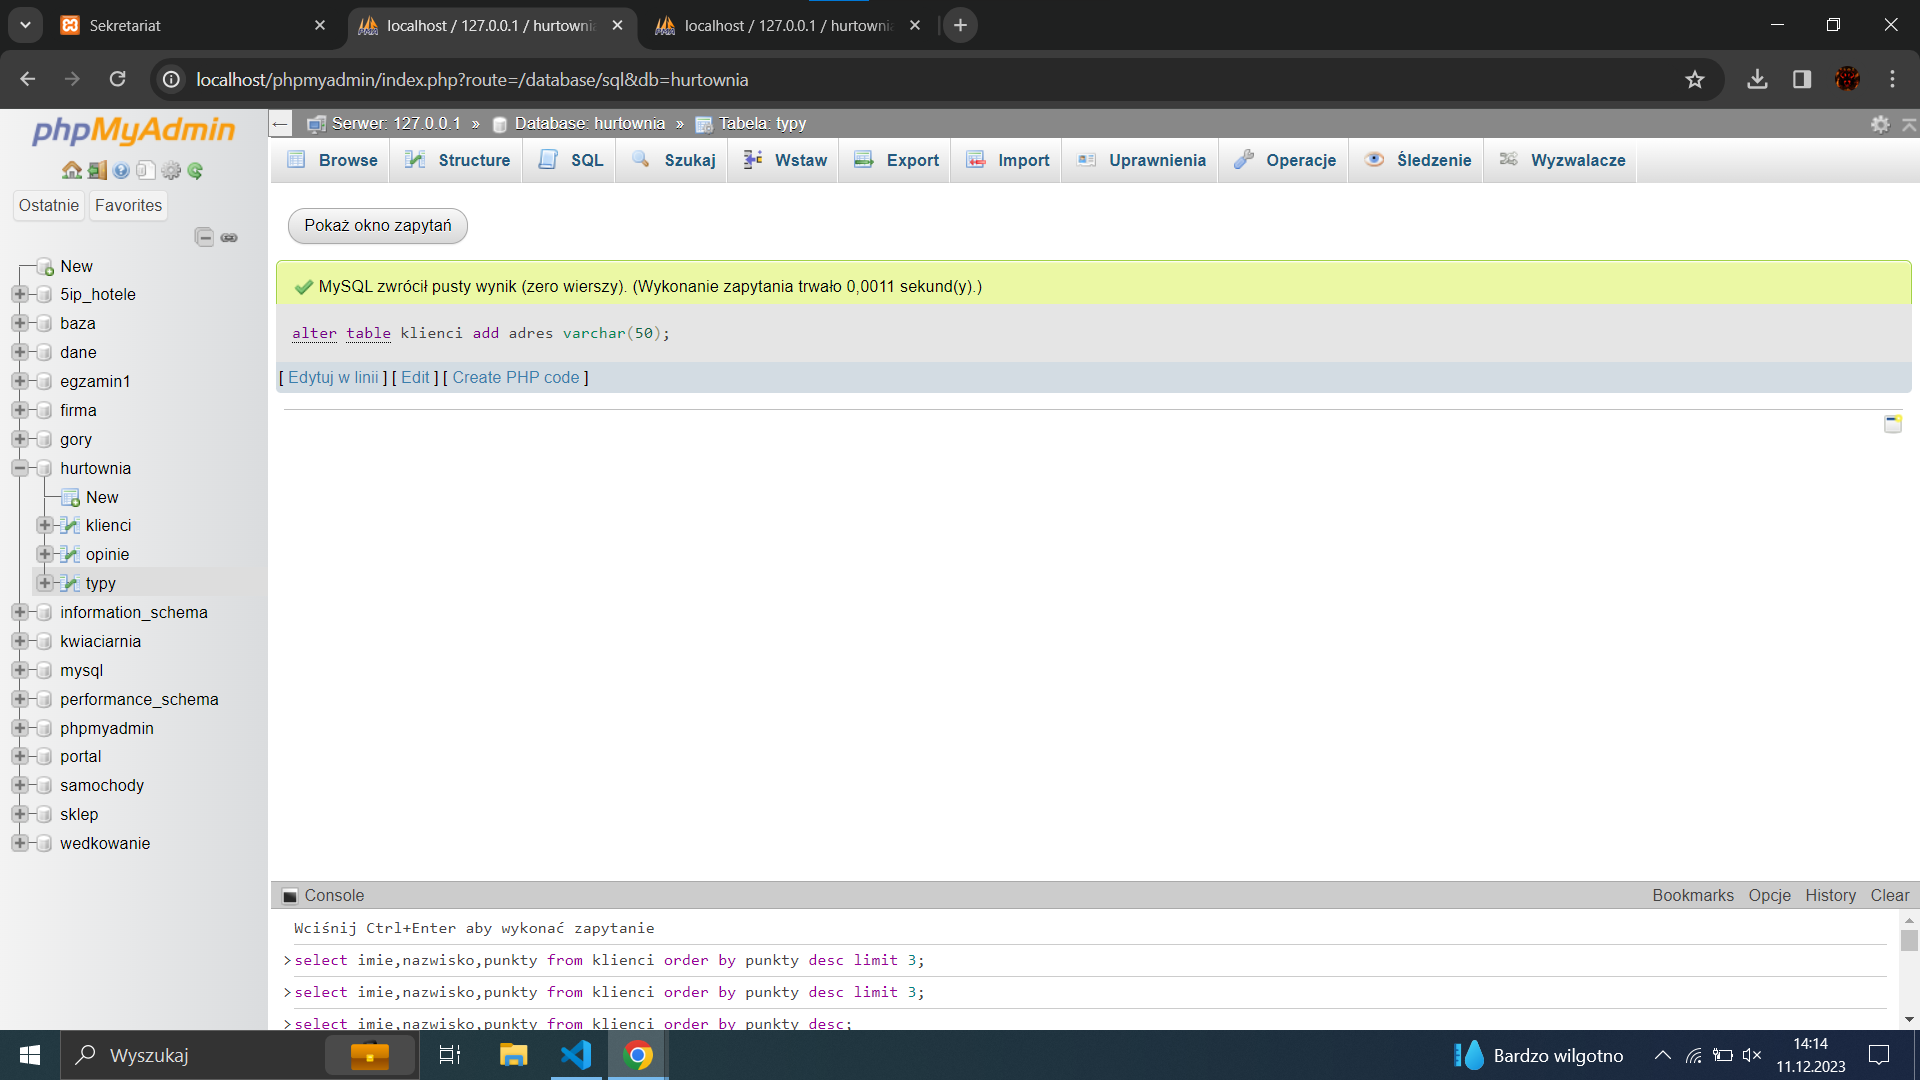 Sekretariat
localhost / 127.0.0.1 / hurtownia
localhost / 127.0.0.1 / hurtownia
localhost/phpmyadmin/index.php?route=/database/sql&db=hurtownia
phpMyAdmin
Ostatnie
Favorites
New
5ip_hotele
baza
dane
egzamin1
firma
gory
hurtownia
New
klienci
opinie
typy
information_schema
kwiaciarnia
mysql
performance_schema
phpmyadmin
portal
samochody
sklep
wedkowanie
Serwer: 127.0.0.1 » Database: hurtownia » Tabela: typy
Browse
Structure
SQL
Szukaj
Wstaw
Export
Import
Uprawnienia
Operacje
Śledzenie
Wyzwalacze
Pokaż okno zapytań
MySQL zwrócił pusty wynik (zero wierszy). (Wykonanie zapytania trwało 0,0011 sekund(y).)
alter table klienci add adres varchar(50);
[ Edytuj w linii ] [ Edit ] [ Create PHP code ]
Console
Bookmarks
Opcje
History
Clear
Wciśnij Ctrl+Enter aby wykonać zapytanie
>select imie,nazwisko,punkty from klienci order by punkty desc limit 3;
>select imie,nazwisko,punkty from klienci order by punkty desc limit 3;
>select imie,nazwisko,punkty from klienci order by punkty desc;
Wyszukaj
Bardzo wilgotno
14:14
11.12.2023